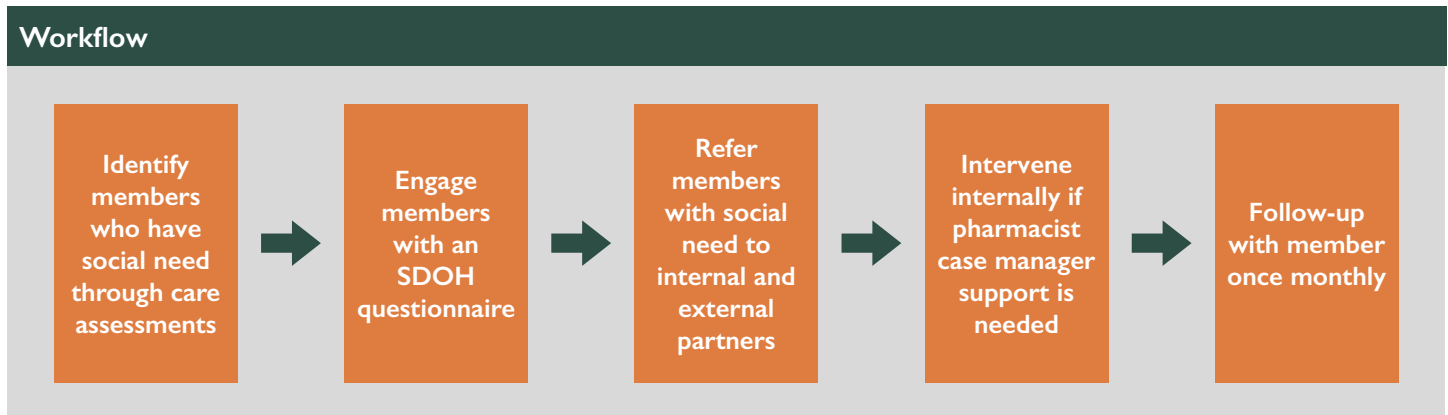 Workflow
Identify
members
who have
social need
through care
assessments
Engage
members
with an
SDOH
questionnaire
Refer
members
with social
need to
internal and
external
partners
Intervene
internally if
pharmacist
case manager
support is
needed
Follow-up
with member
once monthly